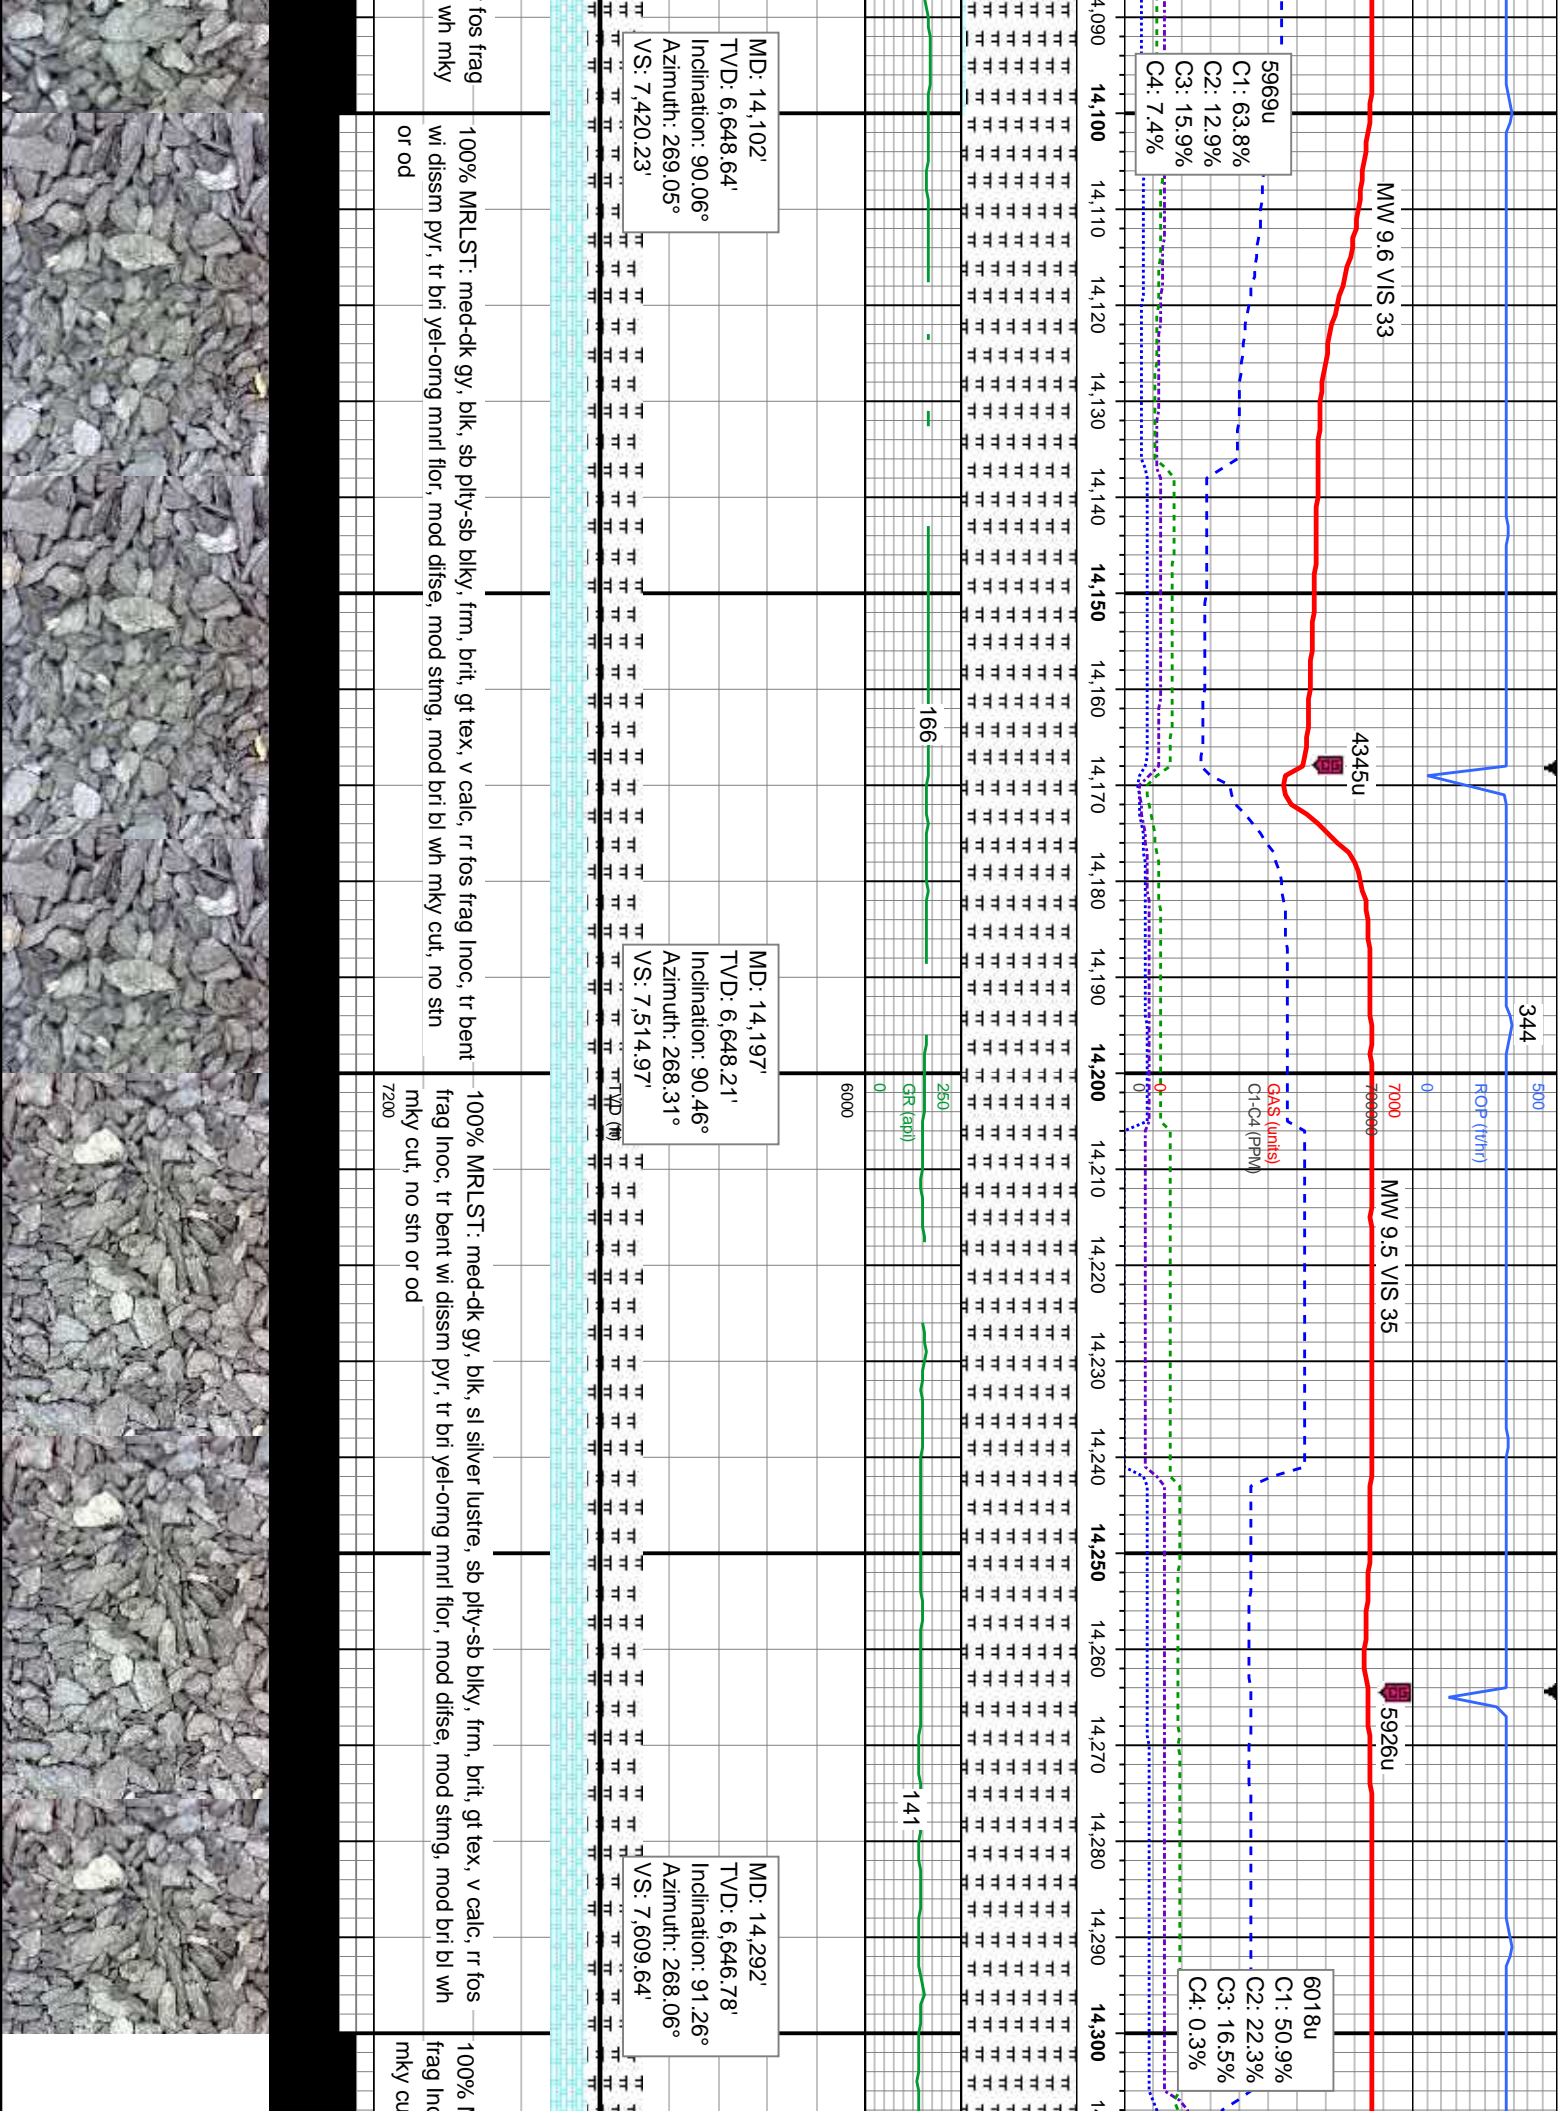 fos frag
wh mky
100% MRLST: med-dk gy, blk, sb plty-sb blky, frm, brit, gt tex, v calc, rr fos frag Inoc, tr bent
wi dissm pyr, tr bri yel-orng mnrl flor, mod difse, mod stmg, mod bri bl wh mky cut, no stn
or od
100% MRLST: med-dk gy, blk, sl silver lustre, sb plty-sb blky, frm, brit, gt tex, v calc, rr fos
frag Inoc, tr bent wi dissm pyr, tr bri yel-orng mnrl flor, mod difse, mod stmg, mod bri bl wh
mky cut, no stn or od
100%
frag
mky
MD: 14,102'
TVD: 6,648.64'
Inclination: 90.06°
Azimuth: 269.05°
VS: 7,420.23'
MD: 14,197'
TVD: 6,648.21'
Inclination: 90.46°
Azimuth: 268.31°
VS: 7,514.97'
MD: 14,292'
TVD: 6,646.78'
Inclination: 91.26°
Azimuth: 268.06°
VS: 7,609.64'
6000
TVD (ft)
7200
166
141
250
GR (api)
0
14,100
14,110
14,120
14,130
14,140
14,150
14,160
14,170
14,180
14,190
14,200
14,210
14,220
14,230
14,240
14,250
14,260
14,270
14,280
14,290
14,300
5969u
C1: 63.8%
C2: 12.9%
C3: 15.9%
C4: 7.4%
MW 9.6 VIS 33
4345u
344
500
ROP (ft/hr)
0
7000
700000
GAS (units)
C1-C4 (PPM)
0
0
MW 9.5 VIS 35
5926u
6018u
C1: 50.9%
C2: 22.3%
C3: 16.5%
C4: 0.3%